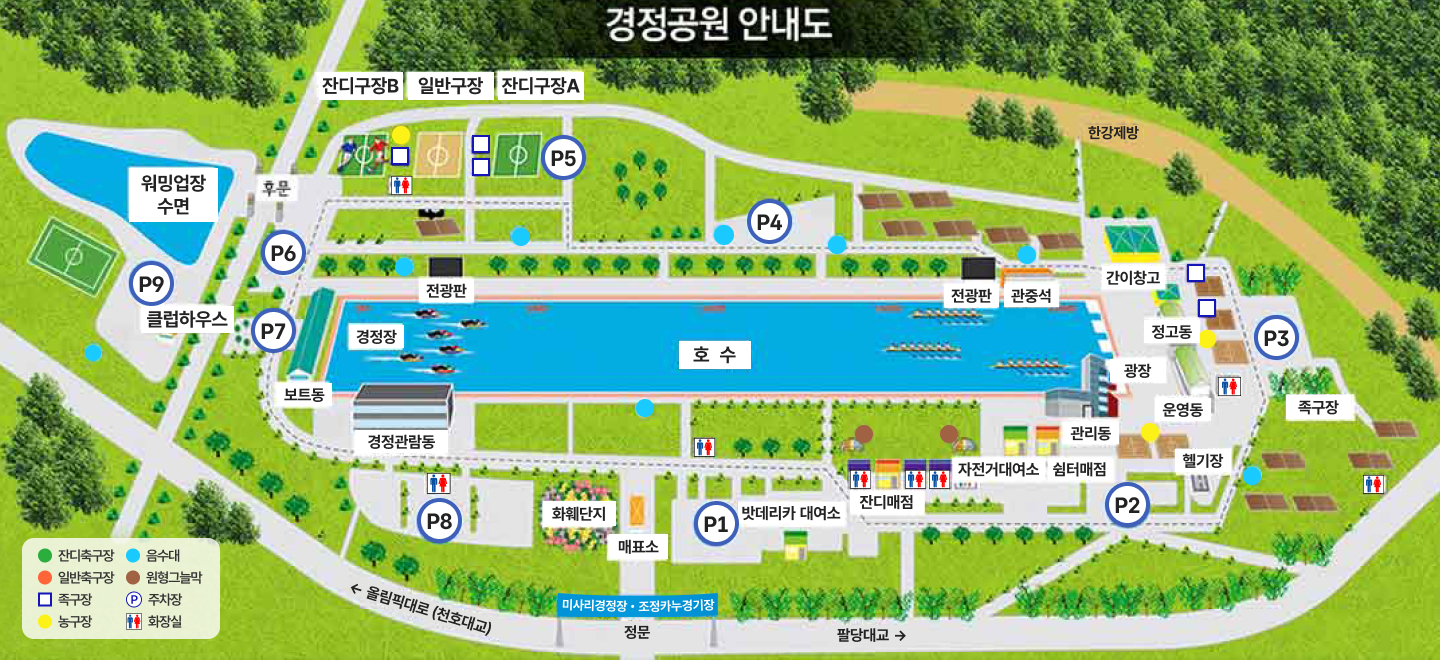 경정공원 안내도
잔디구장B
일반구장
잔디구장A
P5
한강제방
워밍업장
수면
후문
P4
P6
P9
클럽하우스
P7
전광판
전광판
관중석
간이창고
정고동
P3
경정장
호 수
광장
보트동
경정관람동
운영동
족구장
관리동
자전거대여소
쉼터매점
헬기장
잔디매점
P8
화훼단지
매표소
P1
밧데리카 대여소
P2
잔디축구장
음수대
일반축구장
원형그늘막
족구장
P
주차장
농구장
화장실
← 올림픽대로 (천호대교)
미사리경정장 · 조정카누경기장
정문
팔당대교 →